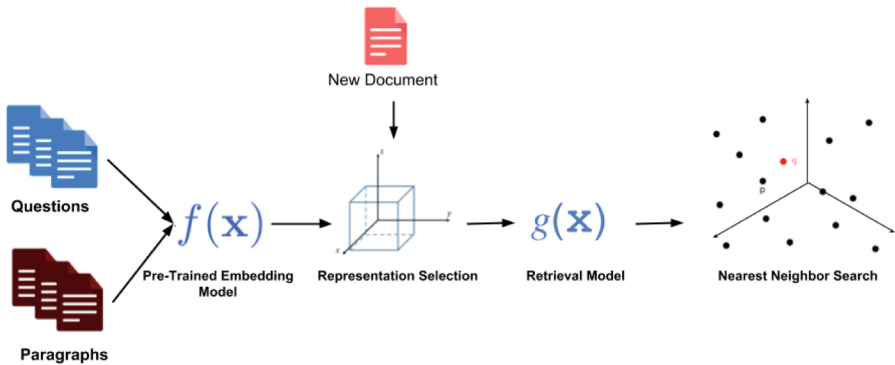 New Document
Questions
Paragraphs
f(x)
Pre-Trained Embedding
Model
z
y
x
Representation Selection
g(x)
Retrieval Model
q
p
Nearest Neighbor Search